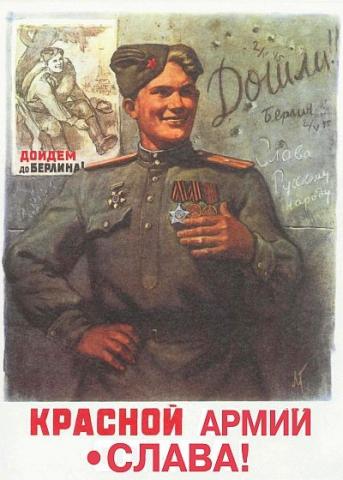 Дошли!!
Берлин
ДОЙДЕМ
до БЕРЛИНА!
Слава
Русскому
народу
КРАСНОЙ АРМИИ
• СЛАВА!